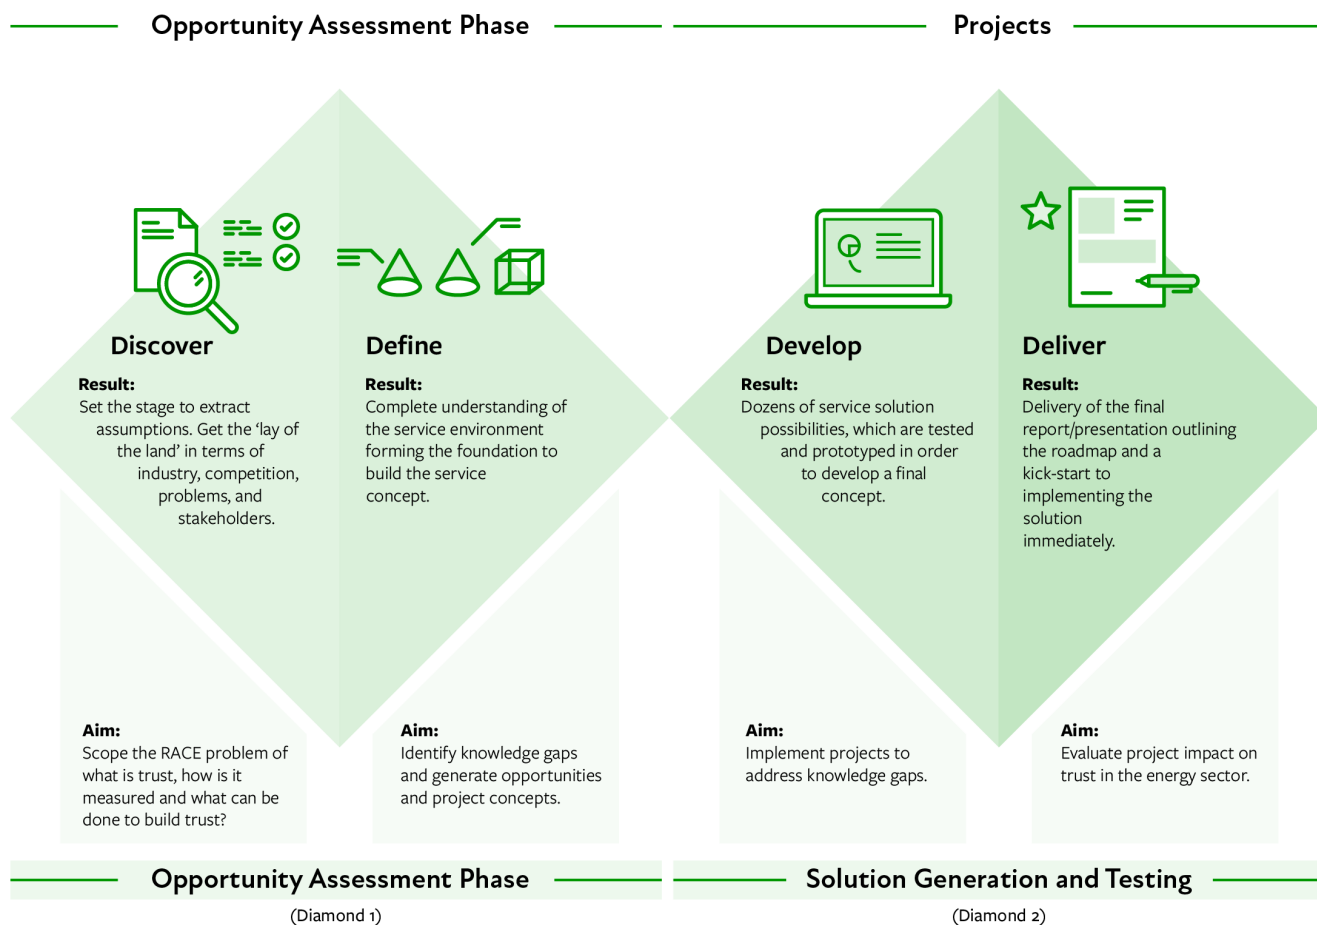 Opportunity Assessment Phase
Projects
Discover
Result:
Set the stage to extract
assumptions. Get the ‘lay of
the land’ in terms of
industry, competition,
problems, and
stakeholders.
Define
Result:
Complete understanding of
the service environment
forming the foundation to
build the service
concept.
Develop
Result:
Dozens of service solution
possibilities, which are tested
and prototyped in order
to develop a final
concept.
Deliver
Result:
Delivery of the final
report/presentation outlining
the roadmap and a
kick-start to
implementing the
solution
immediately.
Aim:
Scope the RACE problem of
what is trust, how is it
measured and what can be
done to build trust?
Aim:
Identify knowledge gaps
and generate opportunities
and project concepts.
Aim:
Implement projects to
address knowledge gaps.
Aim:
Evaluate project impact on
trust in the energy sector.
Opportunity Assessment Phase
(Diamond 1)
Solution Generation and Testing
(Diamond 2)